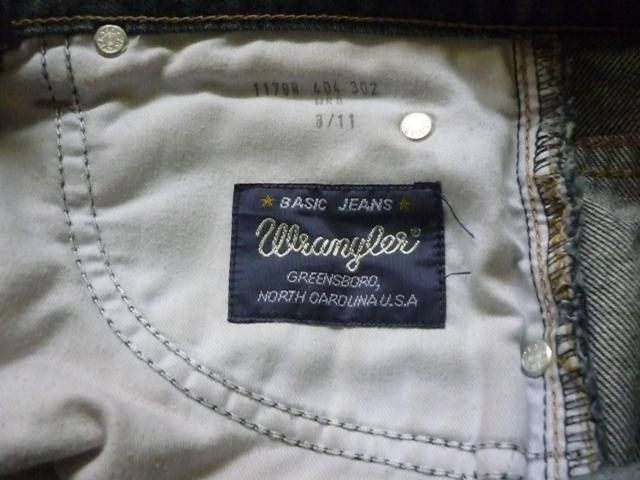 11798 404 302
3/11
★ BASIC JEANS ★
Wrangler®
GREENSBORO,
NORTH CAROLINA U.S.A